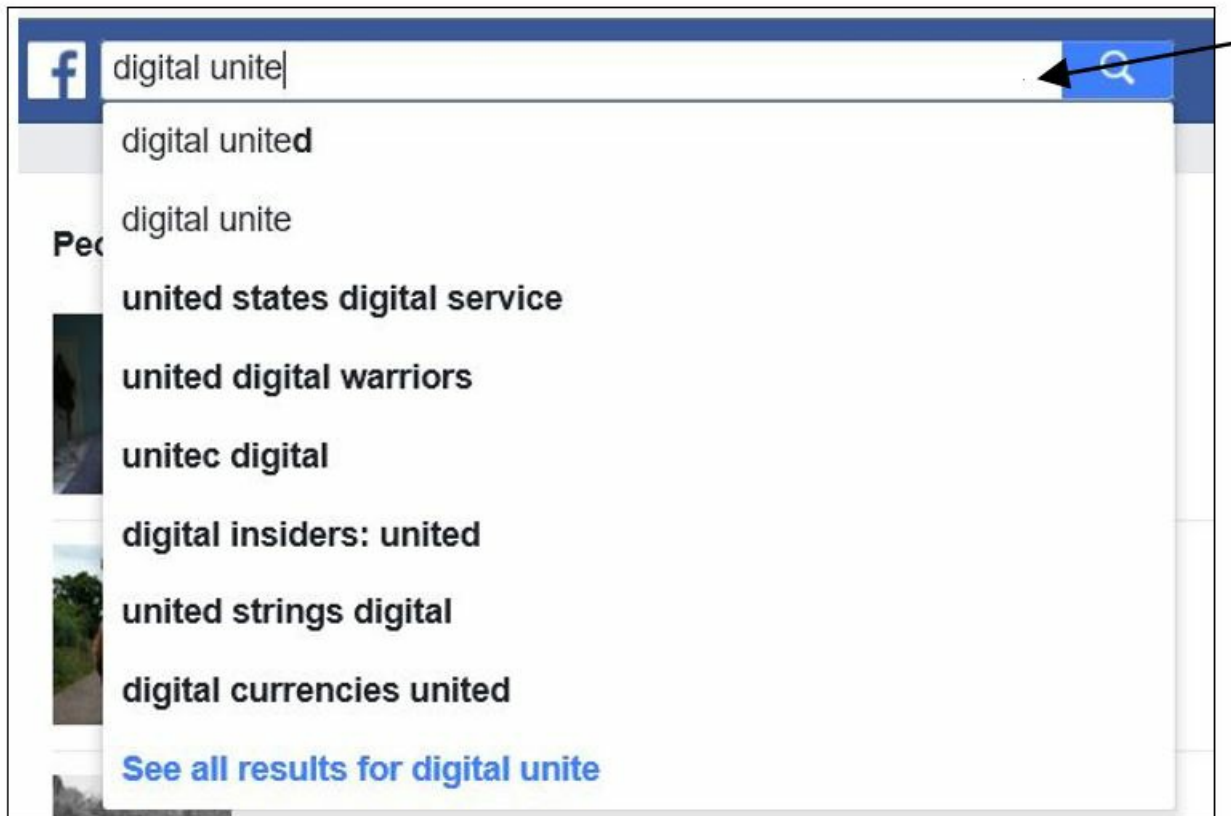 f
digital unite
digital united
digital unite
Pec
united states digital service
united digital warriors
unitec digital
digital insiders: united
united strings digital
digital currencies united
See all results for digital unite